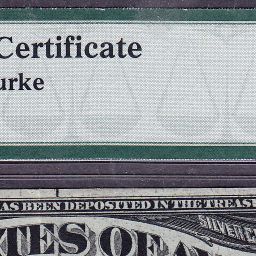 Certificate
urke
AS BEEN DEPOSITED IN THE TREAS
SILVER C
TES OF A